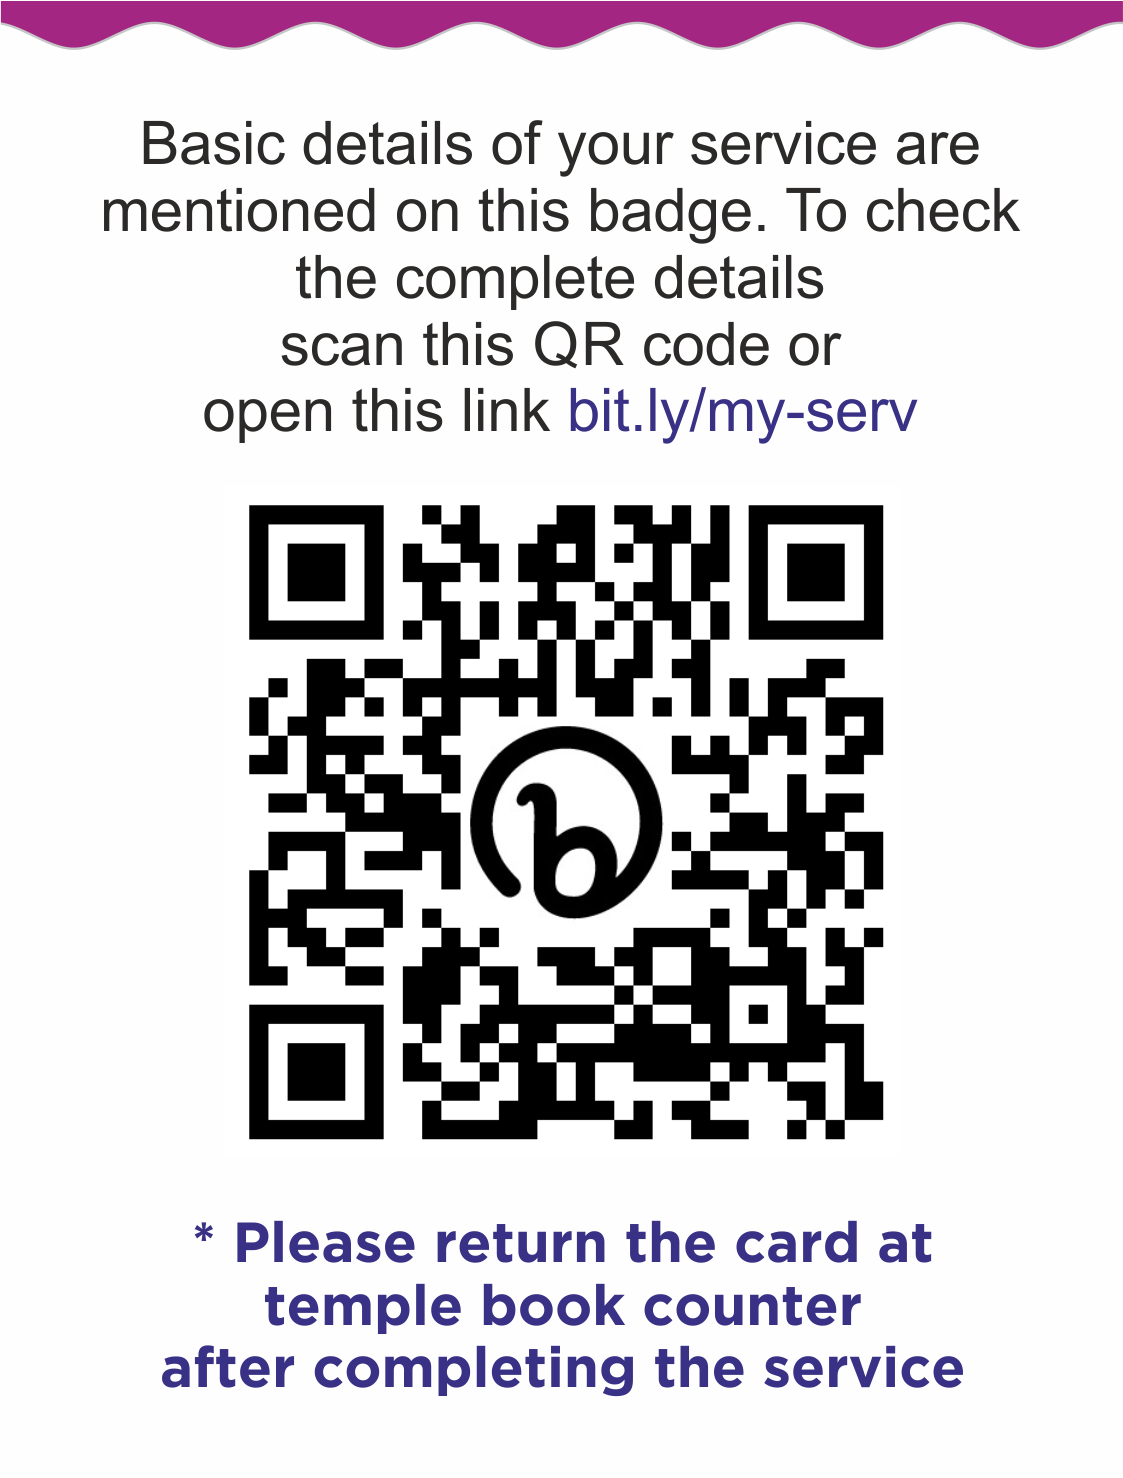 Basic details of your service are
mentioned on this badge. To check
the complete details
scan this QR code or
open this link bit.ly/my-serv
* Please return the card at
temple book counter
after completing the service